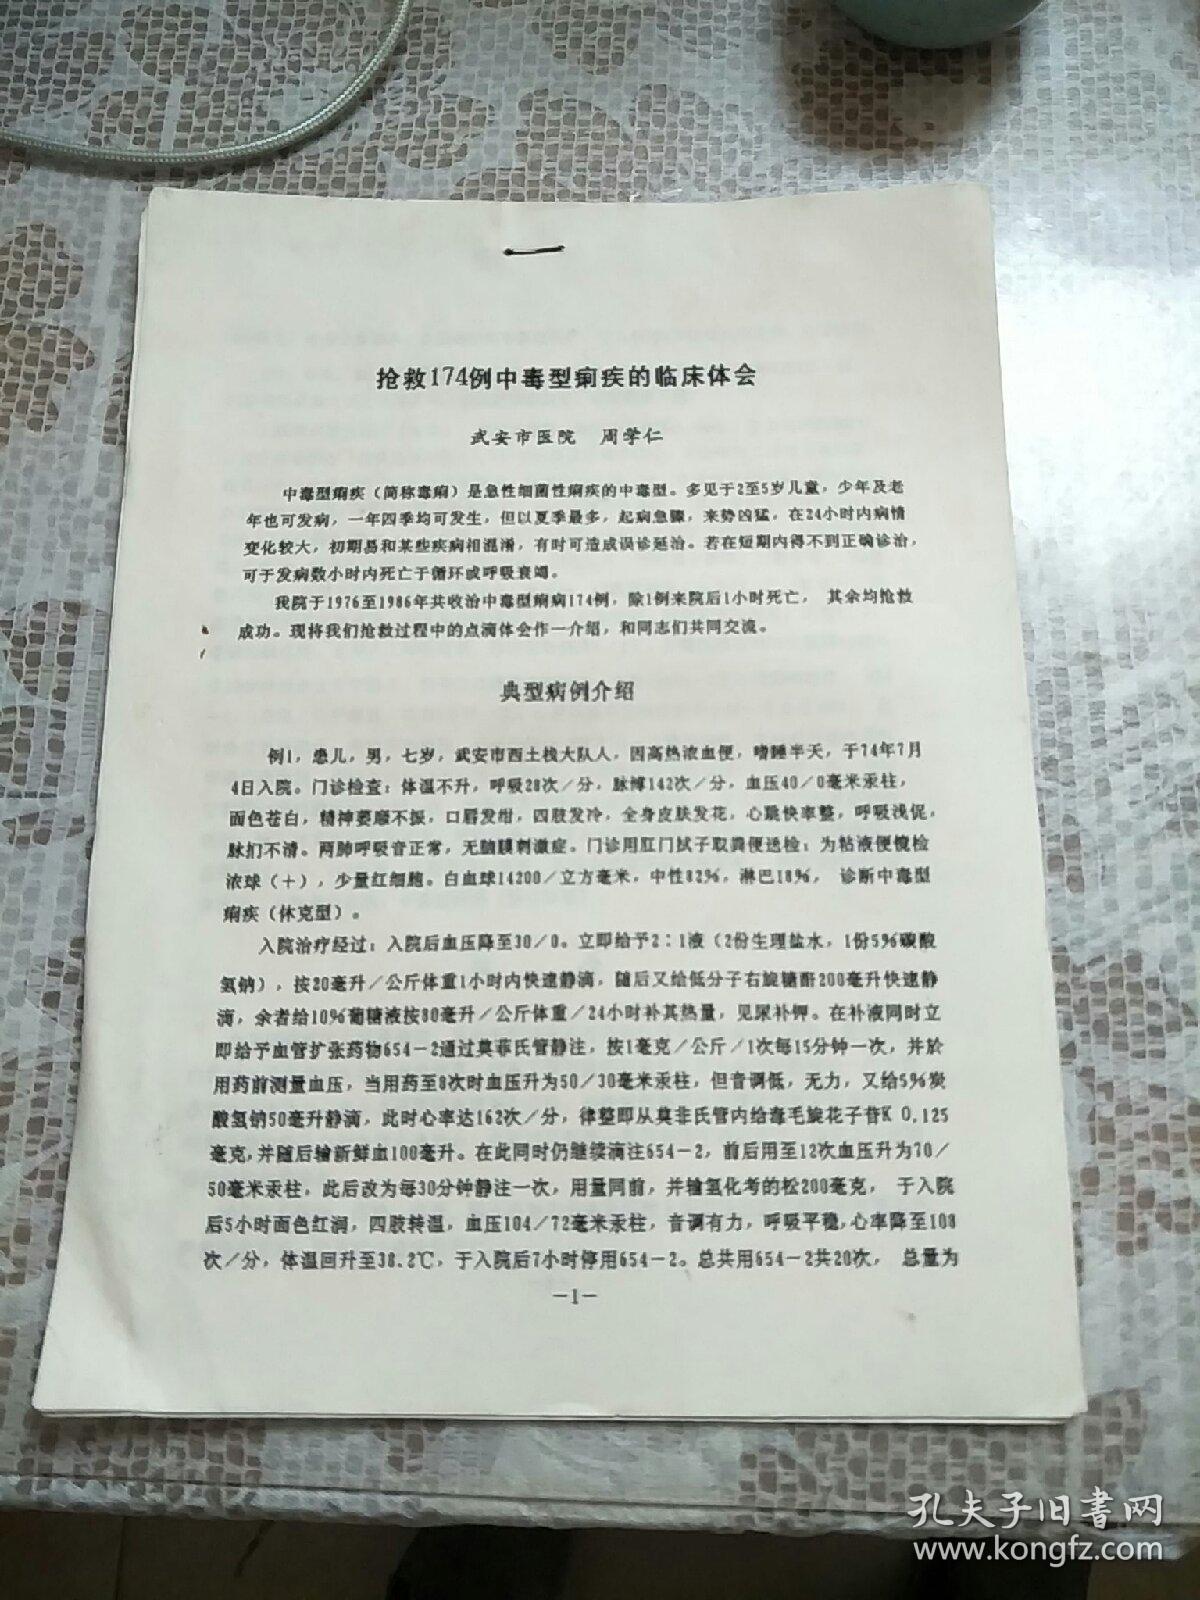 抢救174例中毒型痢疾的临床体会
武安市医院 周学仁
中毒型痢疾（简称毒痢）是急性细菌性痢疾的中毒型。多见于2至5岁儿童，少年及老
年也可发病，一年四季均可发生，但以夏季最多，起病急骤，来势凶猛，在24小时内病情
变化较大，初期易和某些疾病相混淆，有时可造成误诊延治。若在短期内得不到正确诊治，
可于发病数小时内死亡于循环或呼吸衰竭。
我院于1976至1986年共收治中毒型痢病174例，除1例来院后1小时死亡， 其余均抢救
成功。现将我们抢救过程中的点滴体会作一介绍，和同志们共同交流。
典型病例介绍
例1，患儿，男，七岁，武安市西土栈大队人，因高热浓血便，嗜睡半天，于74年7月
4日入院。门诊检查：体温不升，呼吸28次／分，脉搏142次／分，血压40／0毫米汞柱，
面色苍白，精神萎靡不振，口唇发绀，四肢发冷，全身皮肤发花，心跳快率整，呼吸浅促，
脉扪不清。两肺呼吸音正常，无脑膜刺激症。门诊用肛门拭子取粪便送检：为粘液便镜检
浓球（＋），少量红细胞。白血球14200／立方毫米，中性82％，淋巴18％， 诊断中毒型
痢疾（休克型）。
入院治疗经过：入院后血压降至30／0。立即给予2：1液（2份生理盐水，1份5％碳酸
氢钠），按20毫升／公斤体重1小时内快速静滴，随后又给低分子右旋糖酐200毫升快速静
滴，余者给10％葡糖液按80毫升／公斤体重／24小时补其热量，见尿补钾。在补液同时立
即给予血管扩张药物654－2通过莫菲氏管静注，按1毫克／公斤／1次每15分钟一次，并於
用药前测量血压，当用药至8次时血压升为50／30毫米汞柱，但音调低，无力，又给5％炭
酸氢钠50毫升静滴，此时心率达162次／分，律整即从莫非氏管内给毒毛旋花子苷K 0.125
毫克，并随后输新鲜血100毫升。在此同时仍继续滴注654－2，前后用至12次血压升为70／
50毫米汞柱，此后改为每30分钟静注一次，用量同前，并输氢化考的松200毫克， 于入院
后5小时面色红润，四肢转温，血压104／72毫米汞柱，音调有力，呼吸平稳，心率降至108
次／分，体温回升至38.2℃，于入院后7小时停用654－2。总共用654－2共20次， 总量为
－1－
孔夫子旧书网
www.kongfz.com